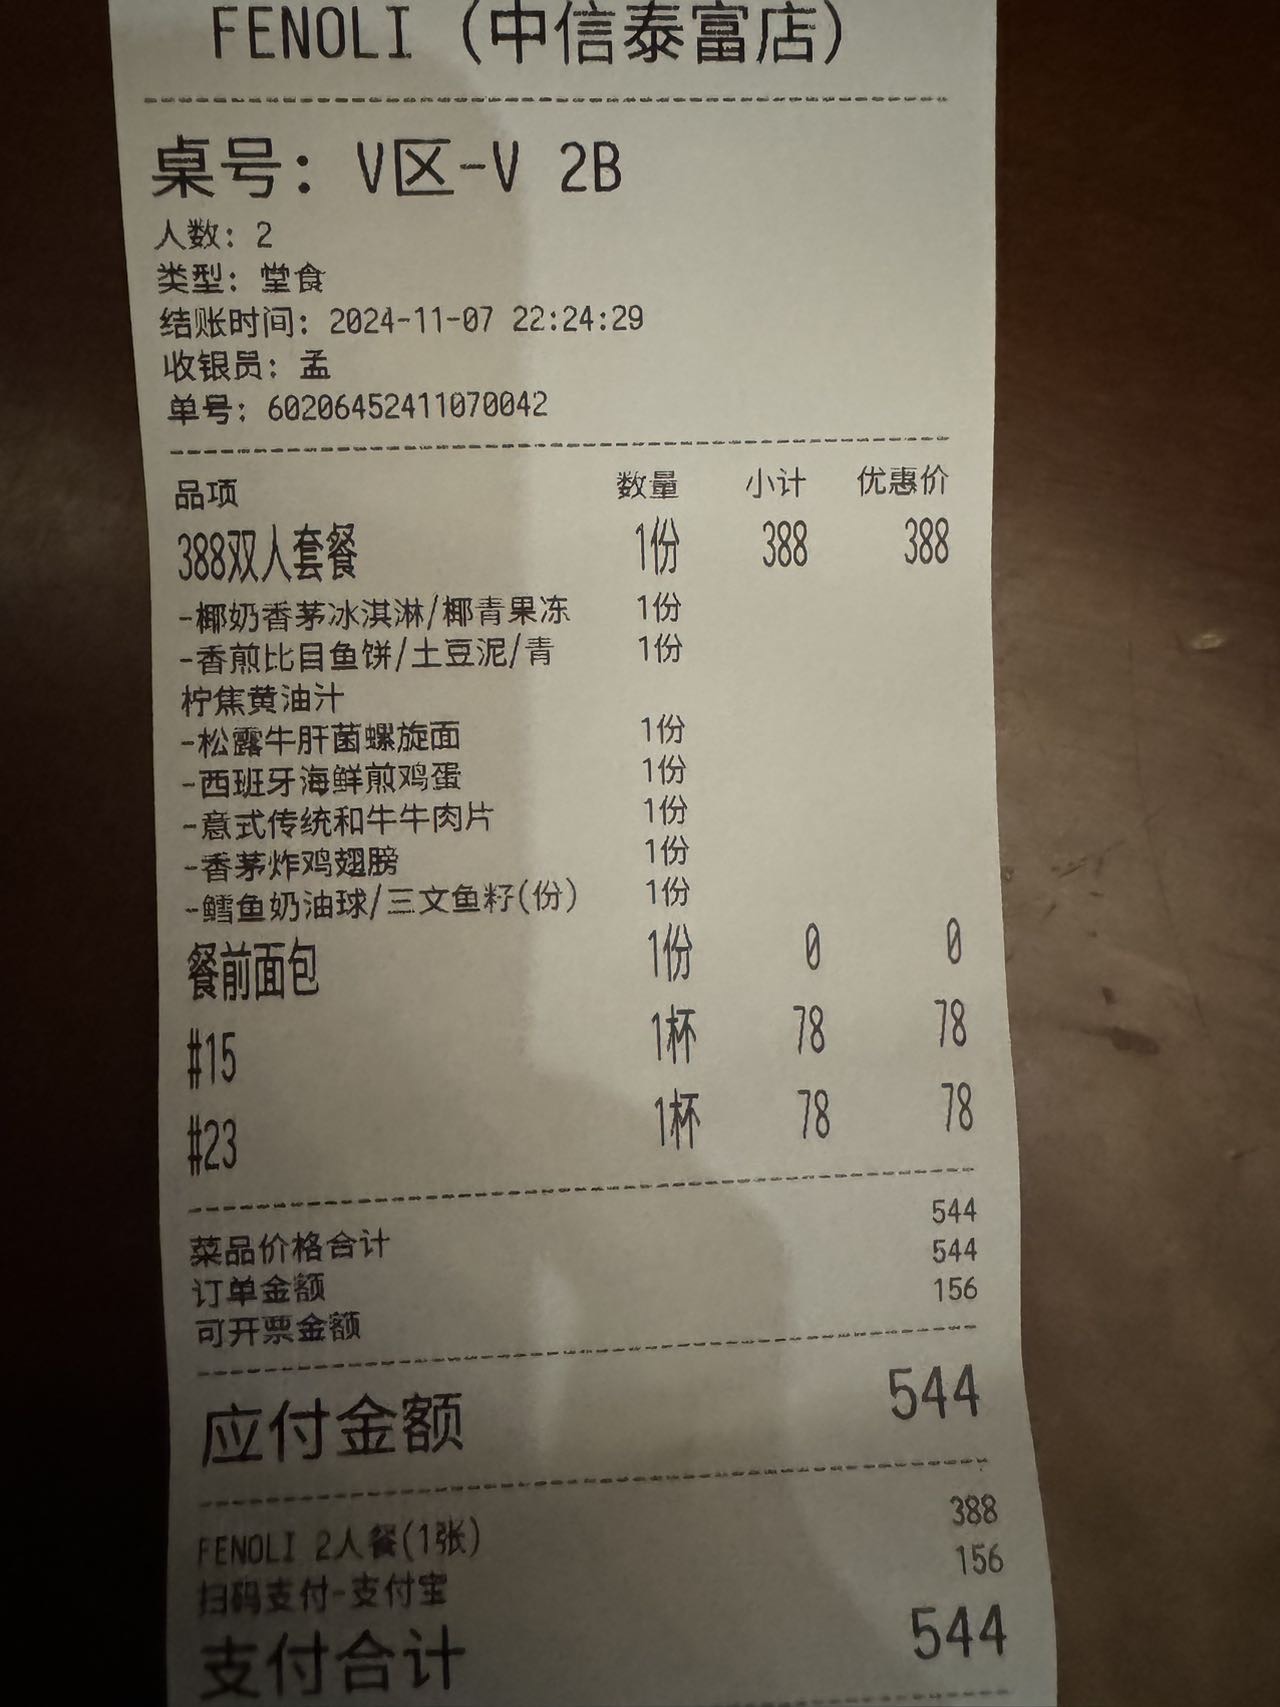 FENOLI（中信泰富店）
桌号：V区-V 2B
人数：2
类型：堂食
结账时间：2024-11-07 22:24:29
收银员：孟
单号：60206452411070042
品项 数量 小计 优惠价
388双人套餐 1份 388 388
-椰奶香茅冰淇淋/椰青果冻 1份
-香煎比目鱼饼/土豆泥/青 1份
柠焦黄油汁
-松露牛肝菌螺旋面 1份
-西班牙海鲜煎鸡蛋 1份
-意式传统和牛牛肉片 1份
-香茅炸鸡翅膀 1份
-鳕鱼奶油球/三文鱼籽(份) 1份
餐前面包 1份 0 0
#15 1杯 78 78
#23 1杯 78 78
菜品价格合计 544
订单金额 544
可开票金额 156
应付金额 544
FENOLI 2人餐(1张) 388
扫码支付-支付宝 156
支付合计 544